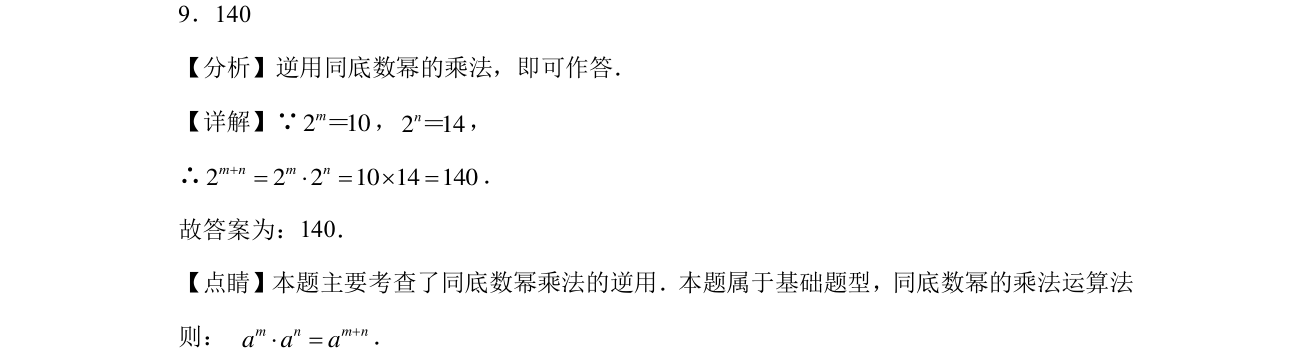 9．140
【分析】逆用同底数幂的乘法，即可作答．
【详解】∵ $2^{m}=10$，$2^{n}=14$，
∴ $2^{m+n}=2^{m}\cdot 2^{n}=10\times 14=140$．
故答案为：140．
【点睛】本题主要考查了同底数幂乘法的逆用．本题属于基础题型，同底数幂的乘法运算法
则： $a^{m}\cdot a^{n}=a^{m+n}$．